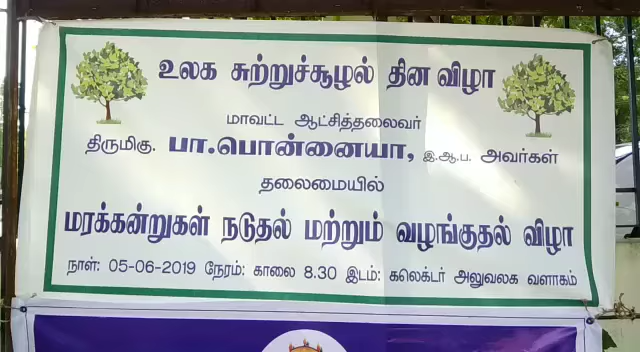 உலக சுற்றுச்சூழல் தின விழா
மாவட்ட ஆட்சித்தலைவர்
திருமிகு. பா.பொன்னையா, இ.ஆ.ப. அவர்கள்
தலைமையில்
மரக்கன்றுகள் நடுதல் மற்றும் வழங்குதல் விழா
நாள்: 05-06-2019 நேரம்: காலை 8.30 இடம்: கலெக்டர் அலுவலக வளாகம்